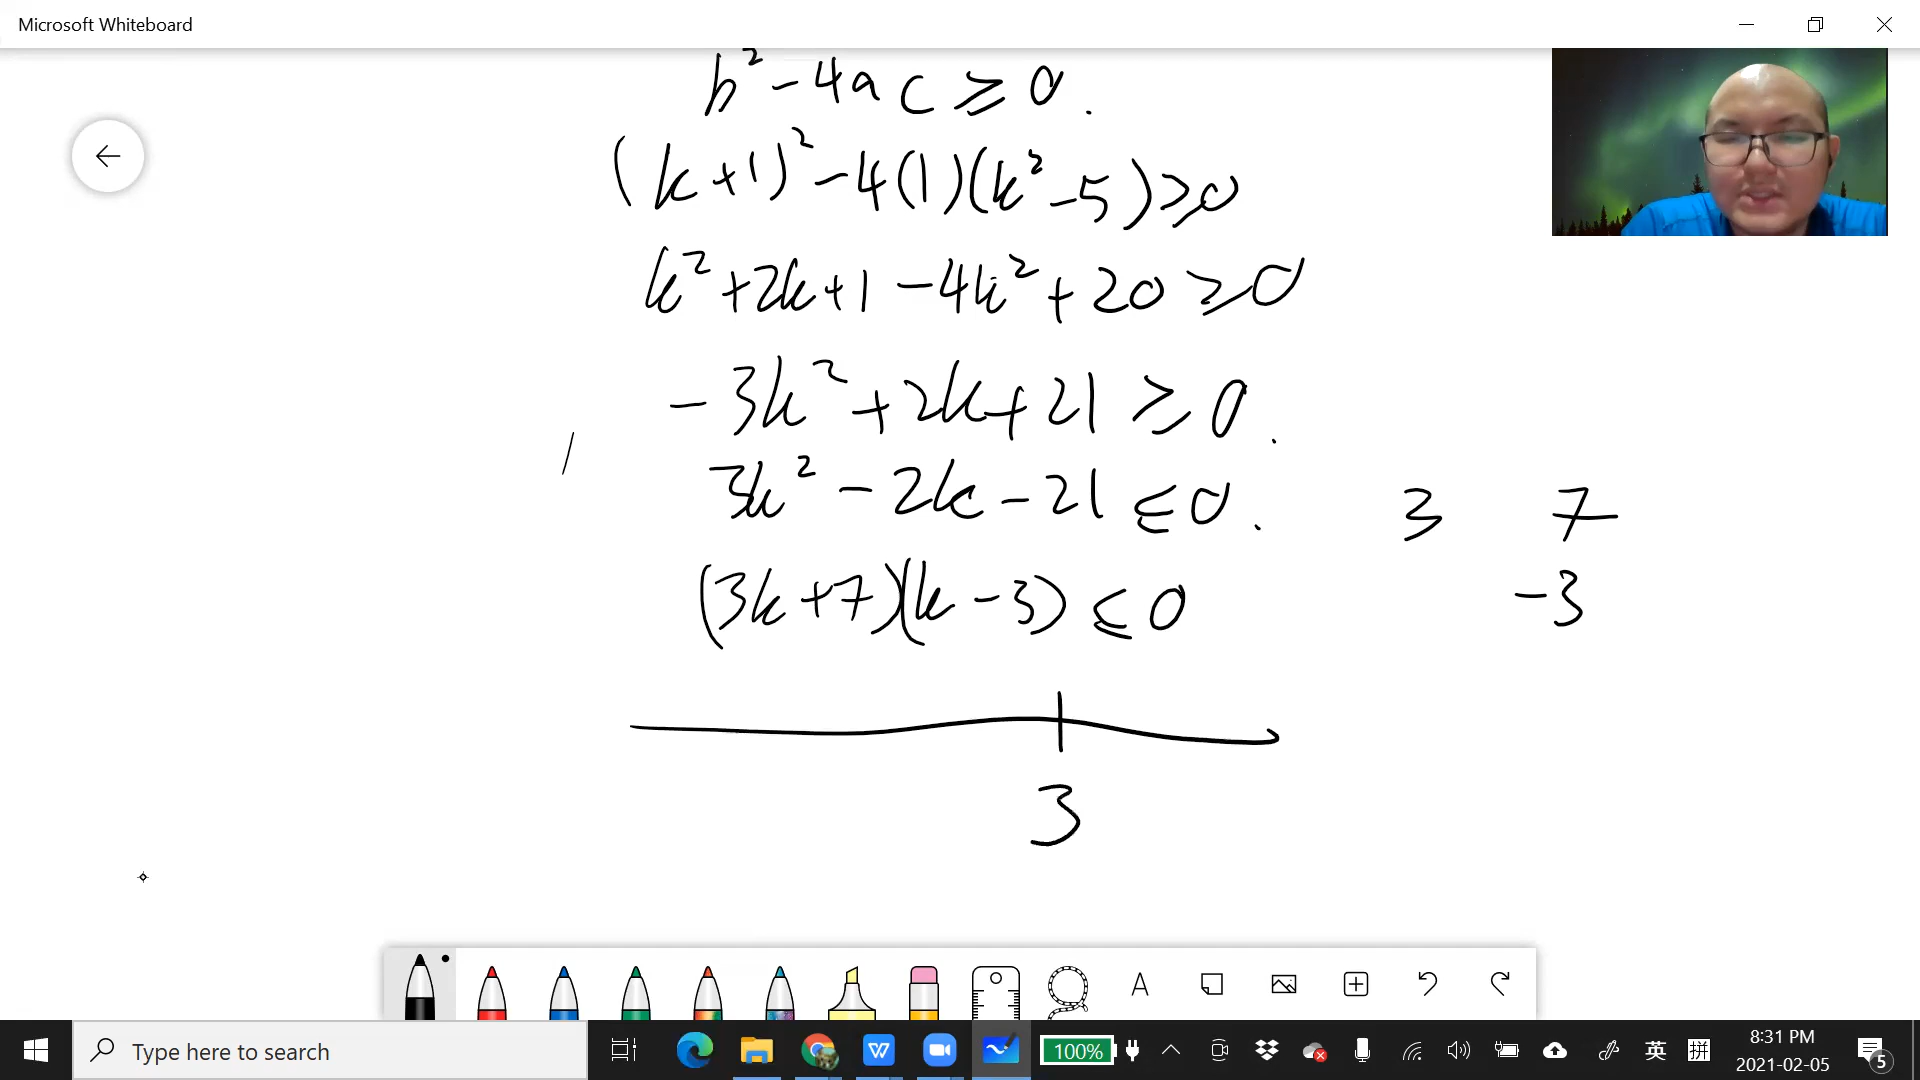 Microsoft Whiteboard
b² - 4ac ≥ 0.
(k+1)² - 4(1)(k² - 5) ≥ 0
k² + 2k + 1 - 4k² + 20 ≥ 0
-3k² + 2k + 21 ≥ 0.
3k² - 2k - 21 ≤ 0.
3 7
(3k+7)(k-3) ≤ 0
-3
3
A
Type here to search
W
100%
英
拼
8:31 PM
2021-02-05
5